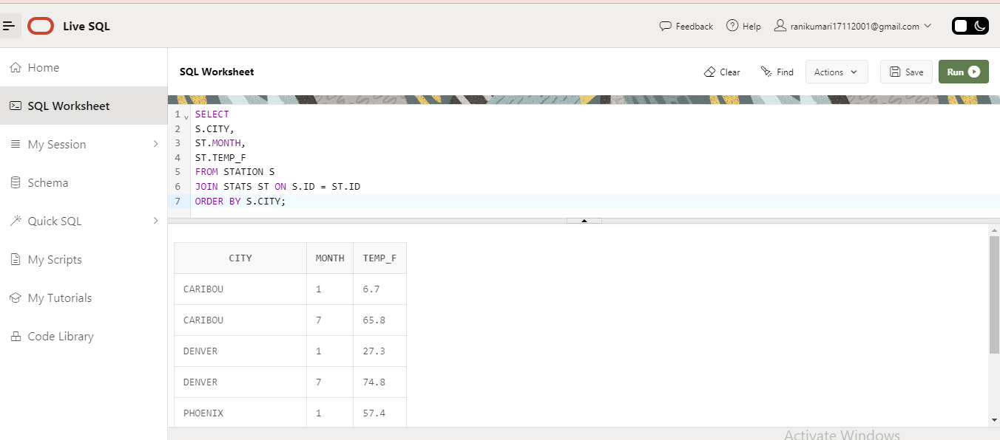 Live SQL
Feedback
Help
ranikumari17112001@gmail.com
Home
SQL Worksheet
My Session
Schema
Quick SQL
My Scripts
My Tutorials
Code Library
SQL Worksheet
Clear
Find
Actions
Save
Run
1 SELECT
2 S.CITY,
3 ST.MONTH,
4 ST.TEMP_F
5 FROM STATION S
6 JOIN STATS ST ON S.ID = ST.ID
7 ORDER BY S.CITY;
CITY MONTH TEMP_F
CARIBOU 1 6.7
CARIBOU 7 65.8
DENVER 1 27.3
DENVER 7 74.8
PHOENIX 1 57.4
Activate Windows